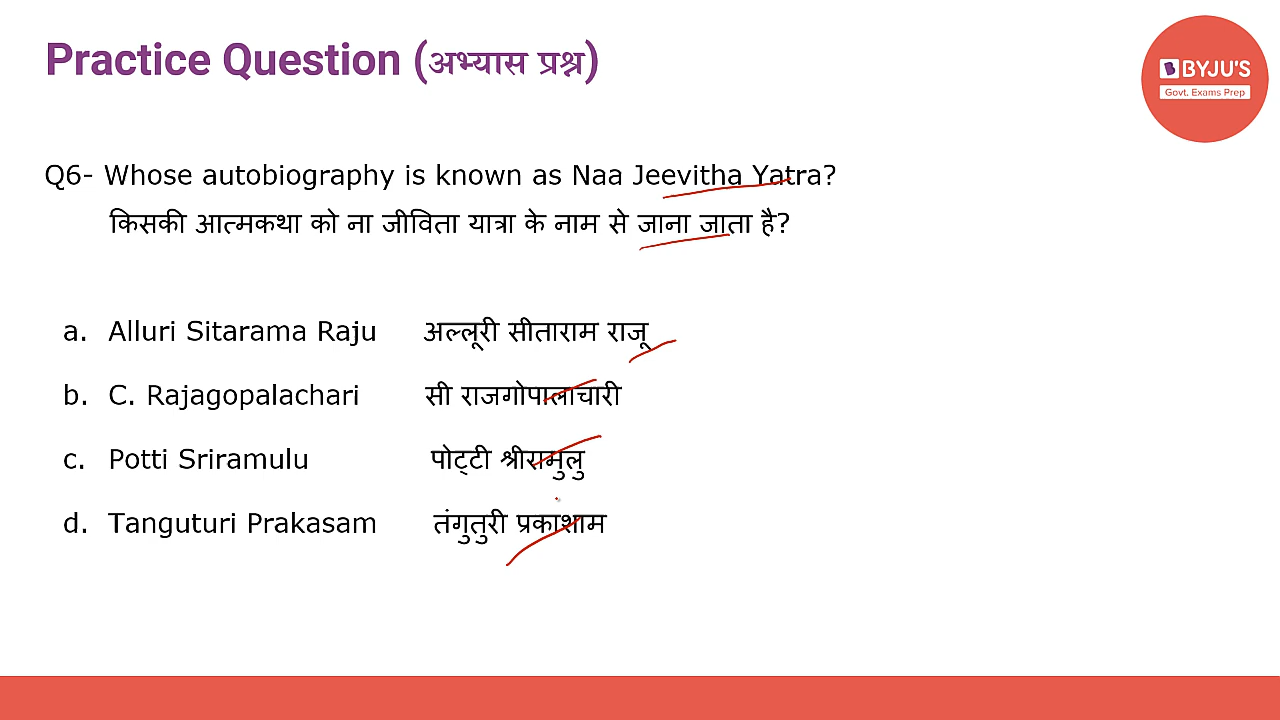 Practice Question (अभ्यास प्रश्न)
BYJU'S
Govt. Exams Prep
Q6- Whose autobiography is known as Naa Jeevitha Yatra?
किसकी आत्मकथा को ना जीविता यात्रा के नाम से जाना जाता है?
a. Alluri Sitarama Raju अल्लूरी सीताराम राजू
b. C. Rajagopalachari सी राजगोपालाचारी
c. Potti Sriramulu पोट्टी श्रीरामुलु
d. Tanguturi Prakasam तंगुतुरी प्रकाशाम